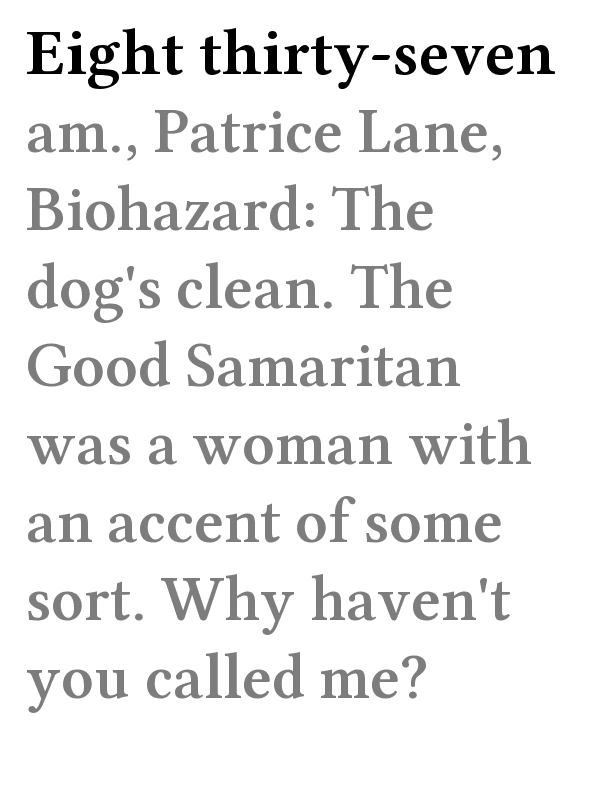 Eight thirty-seven
am., Patrice Lane,
Biohazard: The
dog's clean. The
Good Samaritan
was a woman with
an accent of some
sort. Why haven't
you called me?